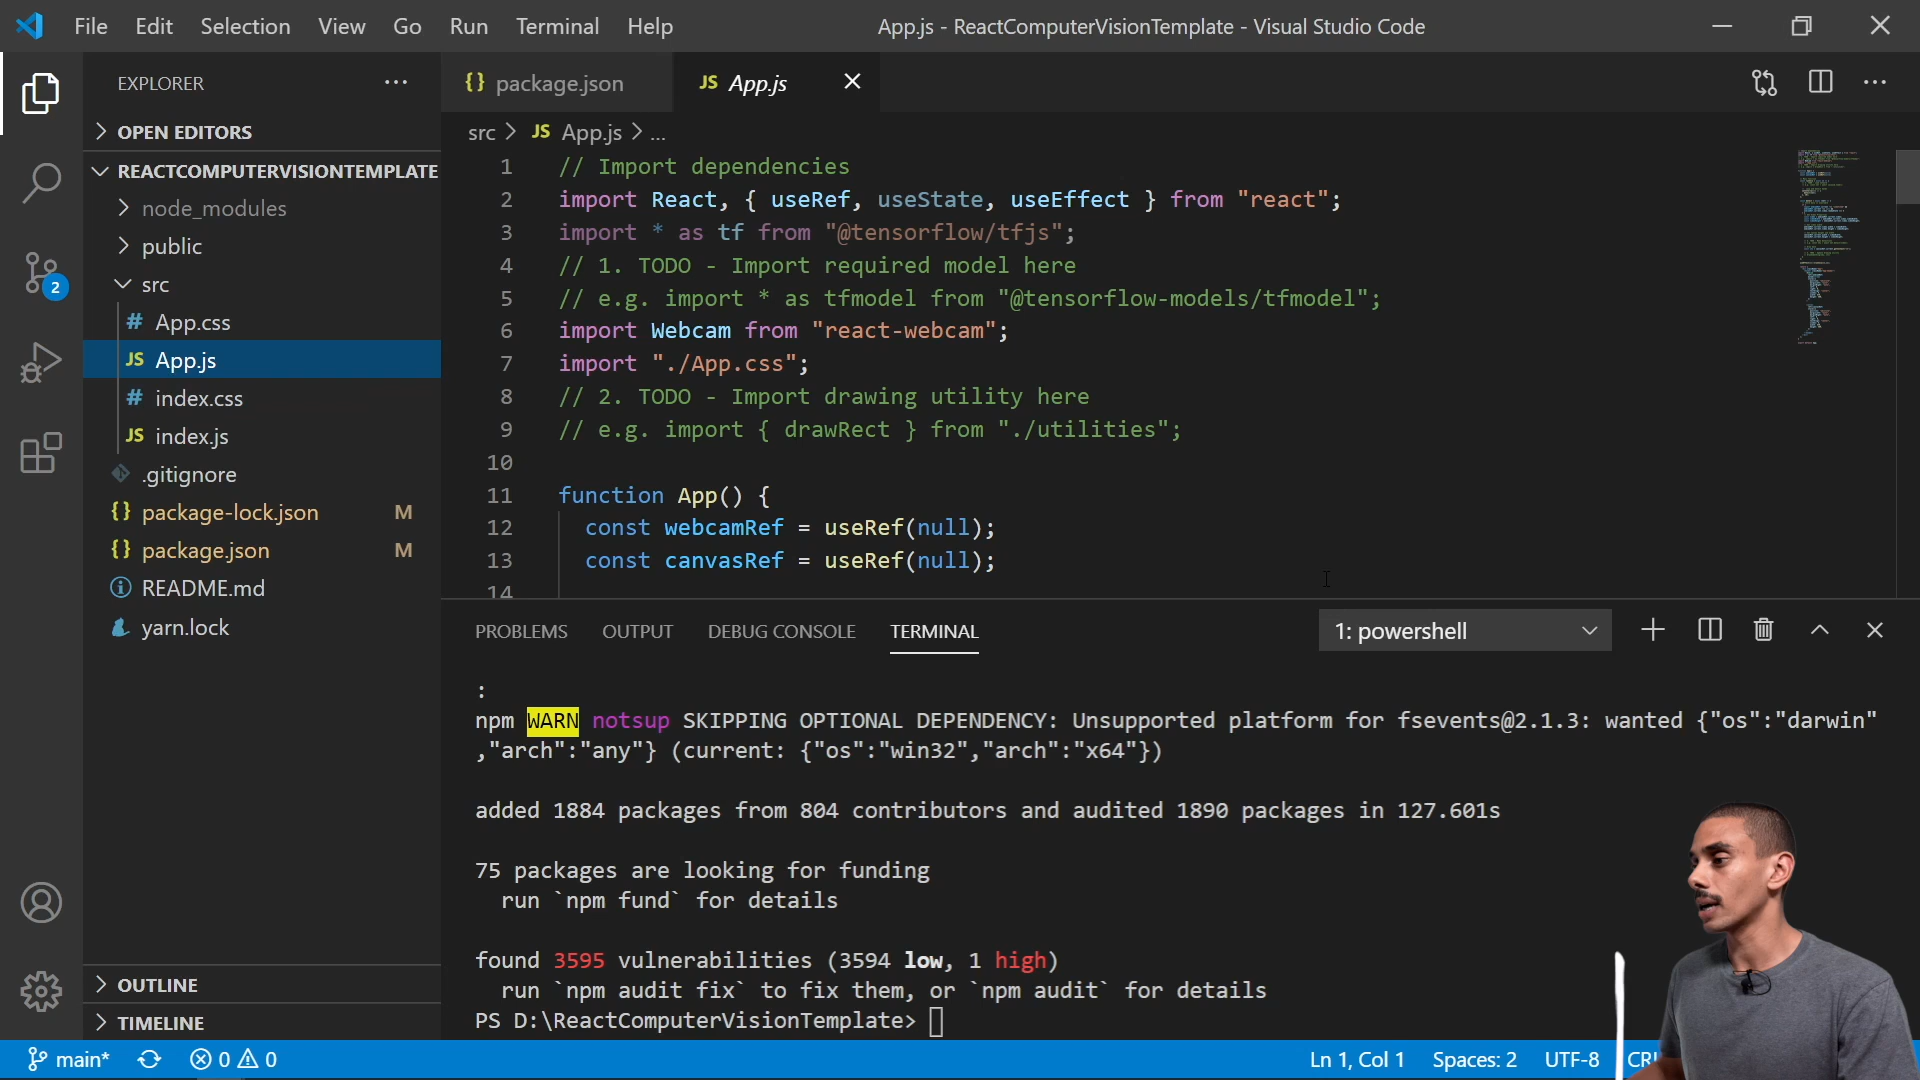 File Edit Selection View Go Run Terminal Help
App.js - ReactComputerVisionTemplate - Visual Studio Code
EXPLORER
OPEN EDITORS
REACTCOMPUTERVISIONTEMPLATE
node_modules
public
src
# App.css
JS App.js
# index.css
JS index.js
.gitignore
{} package-lock.json M
{} package.json M
README.md
yarn.lock
OUTLINE
TIMELINE
2
{} package.json
JS App.js
src > JS App.js > ...
1 // Import dependencies
2 import React, { useRef, useState, useEffect } from "react";
3 import * as tf from "@tensorflow/tfjs";
4 // 1. TODO - Import required model here
5 // e.g. import * as tfmodel from "@tensorflow-models/tfmodel";
6 import Webcam from "react-webcam";
7 import "./App.css";
8 // 2. TODO - Import drawing utility here
9 // e.g. import { drawRect } from "./utilities";
10
11 function App() {
12 const webcamRef = useRef(null);
13 const canvasRef = useRef(null);
14
PROBLEMS OUTPUT DEBUG CONSOLE TERMINAL
1: powershell
:
npm WARN notsup SKIPPING OPTIONAL DEPENDENCY: Unsupported platform for fsevents@2.1.3: wanted {"os":"darwin"
,"arch":"any"} (current: {"os":"win32","arch":"x64"})
added 1884 packages from 804 contributors and audited 1890 packages in 127.601s
75 packages are looking for funding
run `npm fund` for details
found 3595 vulnerabilities (3594 low, 1 high)
run `npm audit fix` to fix them, or `npm audit` for details
PS D:\ReactComputerVisionTemplate>
main* 0 0
Ln 1, Col 1 Spaces: 2 UTF-8